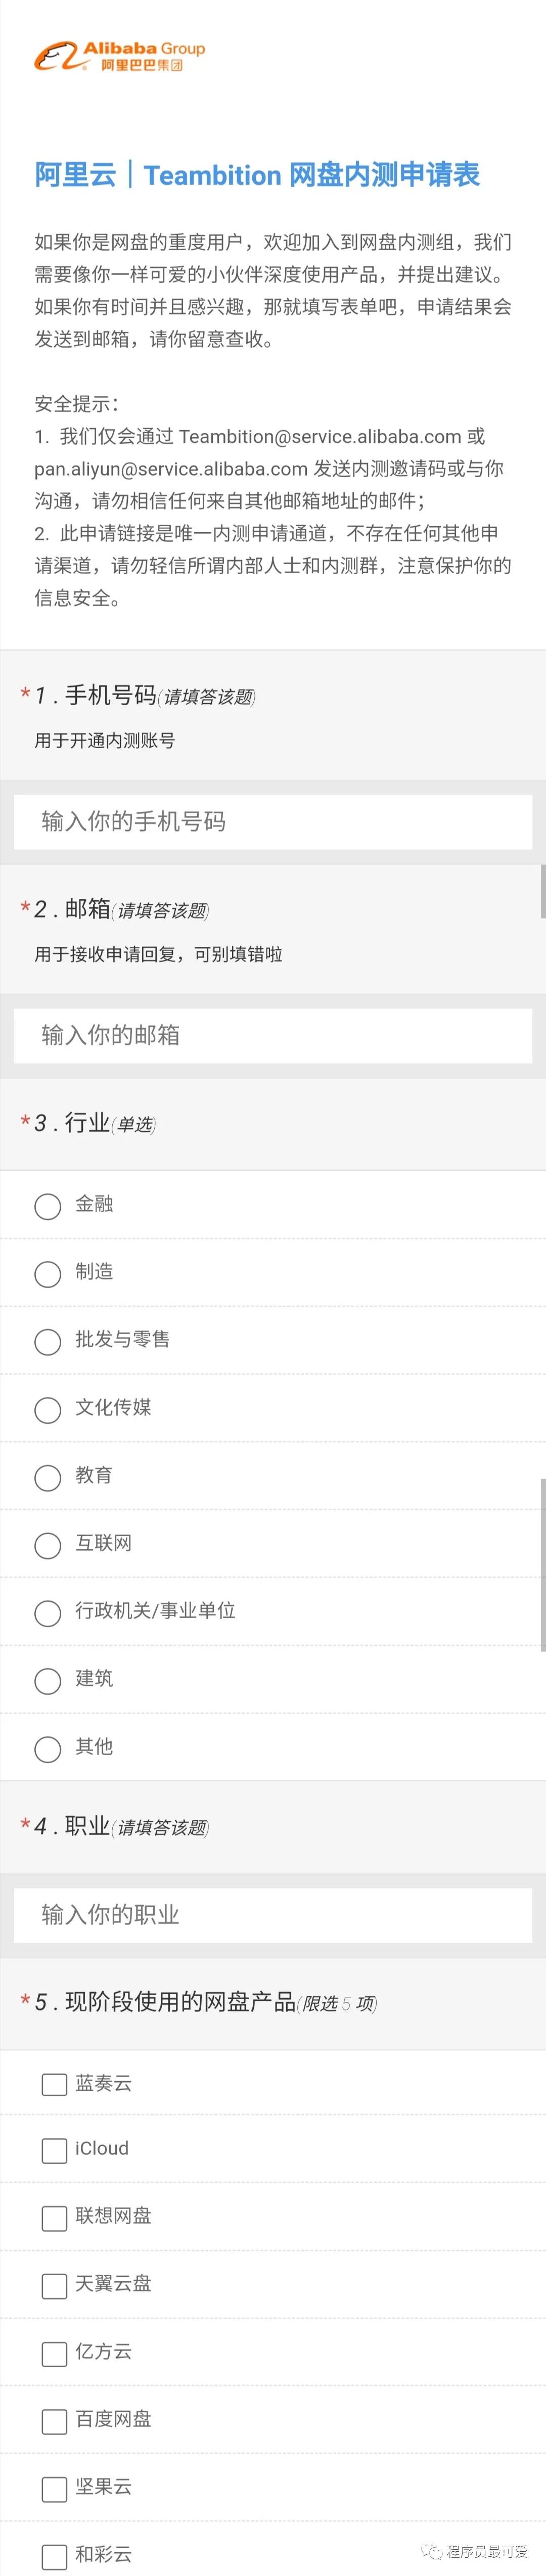 Alibaba Group
阿里巴巴集团
阿里云｜Teambition 网盘内测申请表
如果你是网盘的重度用户，欢迎加入到网盘内测组，我们
需要像你一样可爱的小伙伴深度使用产品，并提出建议。
如果你有时间并且感兴趣，那就填写表单吧，申请结果会
发送到邮箱，请你留意查收。
安全提示：
1. 我们仅会通过 Teambition@service.alibaba.com 或
pan.aliyun@service.alibaba.com 发送内测邀请码或与你
沟通，请勿相信任何来自其他邮箱地址的邮件；
2. 此申请链接是唯一内测申请通道，不存在任何其他申
请渠道，请勿轻信所谓内部人士和内测群，注意保护你的
信息安全。
*1 . 手机号码(请填答该题)
用于开通内测账号
输入你的手机号码
*2 . 邮箱(请填答该题)
用于接收申请回复，可别填错啦
输入你的邮箱
*3 . 行业(单选)
金融
制造
批发与零售
文化传媒
教育
互联网
行政机关/事业单位
建筑
其他
*4 . 职业(请填答该题)
输入你的职业
*5 . 现阶段使用的网盘产品(限选 5 项)
蓝奏云
iCloud
联想网盘
天翼云盘
亿方云
百度网盘
坚果云
和彩云
程序员最可爱